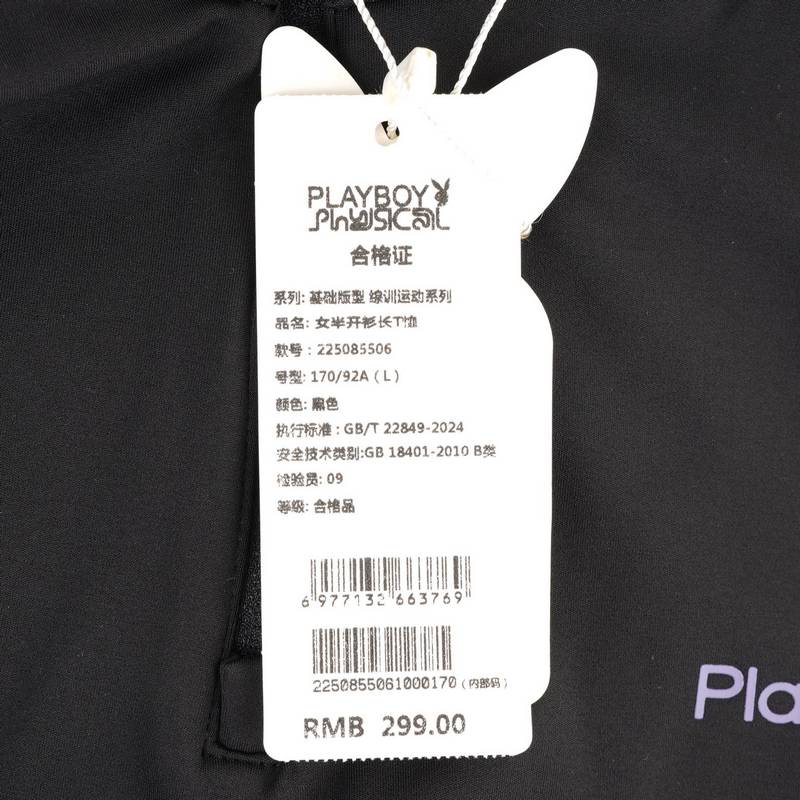 PLAYBOY
PhYSICAL
合格证
系列: 基础版型 综训运动系列
品名: 女半开衫长T恤
款号: 225085506
号型: 170/92A(L)
颜色: 黑色
执行标准: GB/T 22849-2024
安全技术类别:GB 18401-2010 B类
检验员: 09
等级: 合格品
6 977132 663769
2250855061000170(内部码)
RMB 299.00
Pla